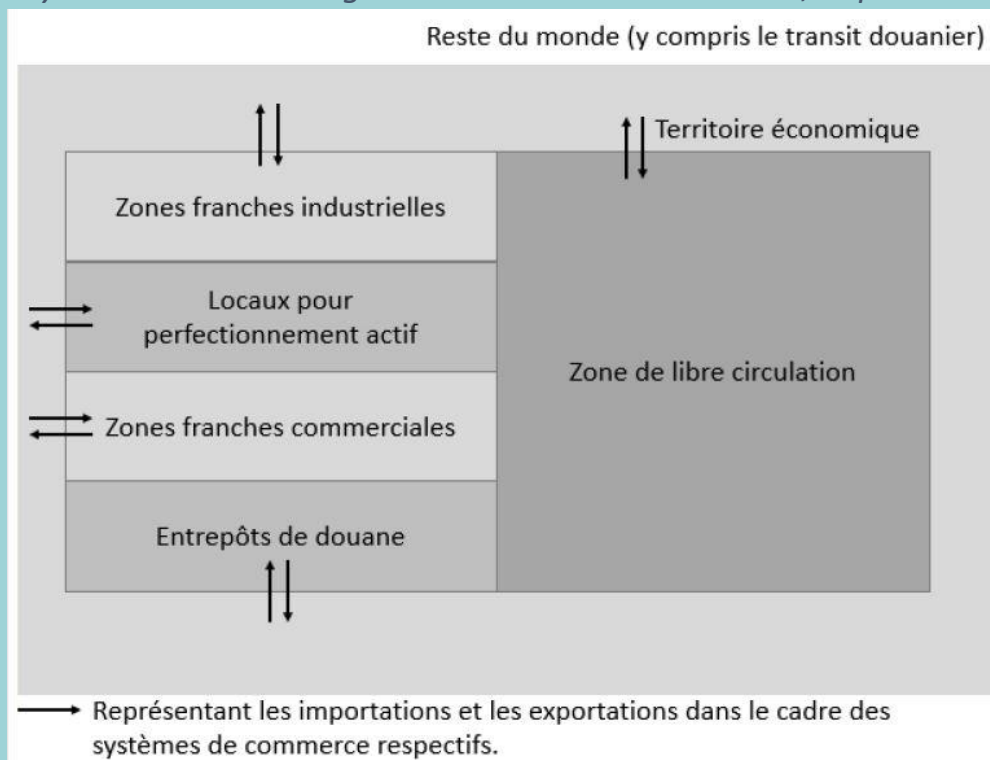 Reste du monde (y compris le transit douanier)
Territoire économique
Zones franches industrielles
Locaux pour
perfectionnement actif
Zone de libre circulation
Zones franches commerciales
Entrepôts de douane
Représentant les importations et les exportations dans le cadre des
systèmes de commerce respectifs.